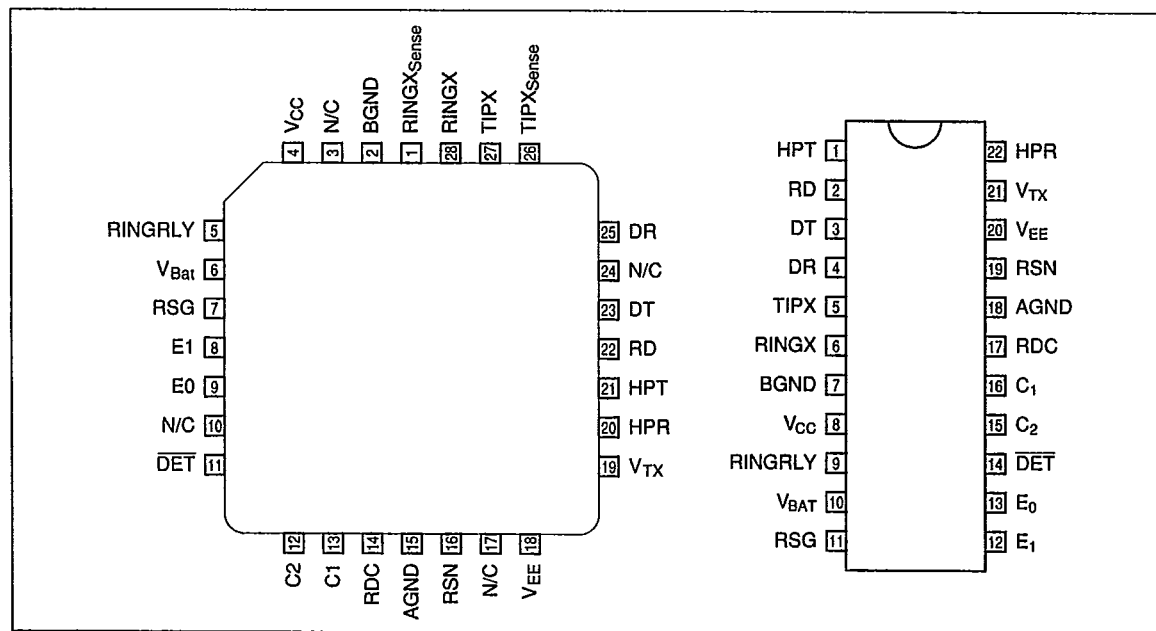 4 VCC
3 N/C
2 BGND
1 RINGXSense
28 RINGX
27 TIPX
26 TIPXSense
RINGRLY 5
VBat 6
RSG 7
E1 8
E0 9
N/C 10
D̅E̅T̅ 11
C2 12
C1 13
RDC 14
AGND 15
RSN 16
N/C 17
VEE 18
25 DR
24 N/C
23 DT
22 RD
21 HPT
20 HPR
19 VTX
HPT 1
RD 2
DT 3
DR 4
TIPX 5
RINGX 6
BGND 7
VCC 8
RINGRLY 9
VBAT 10
RSG 11
22 HPR
21 VTX
20 VEE
19 RSN
18 AGND
17 RDC
16 C1
15 C2
14 D̅E̅T̅
13 E0
12 E1